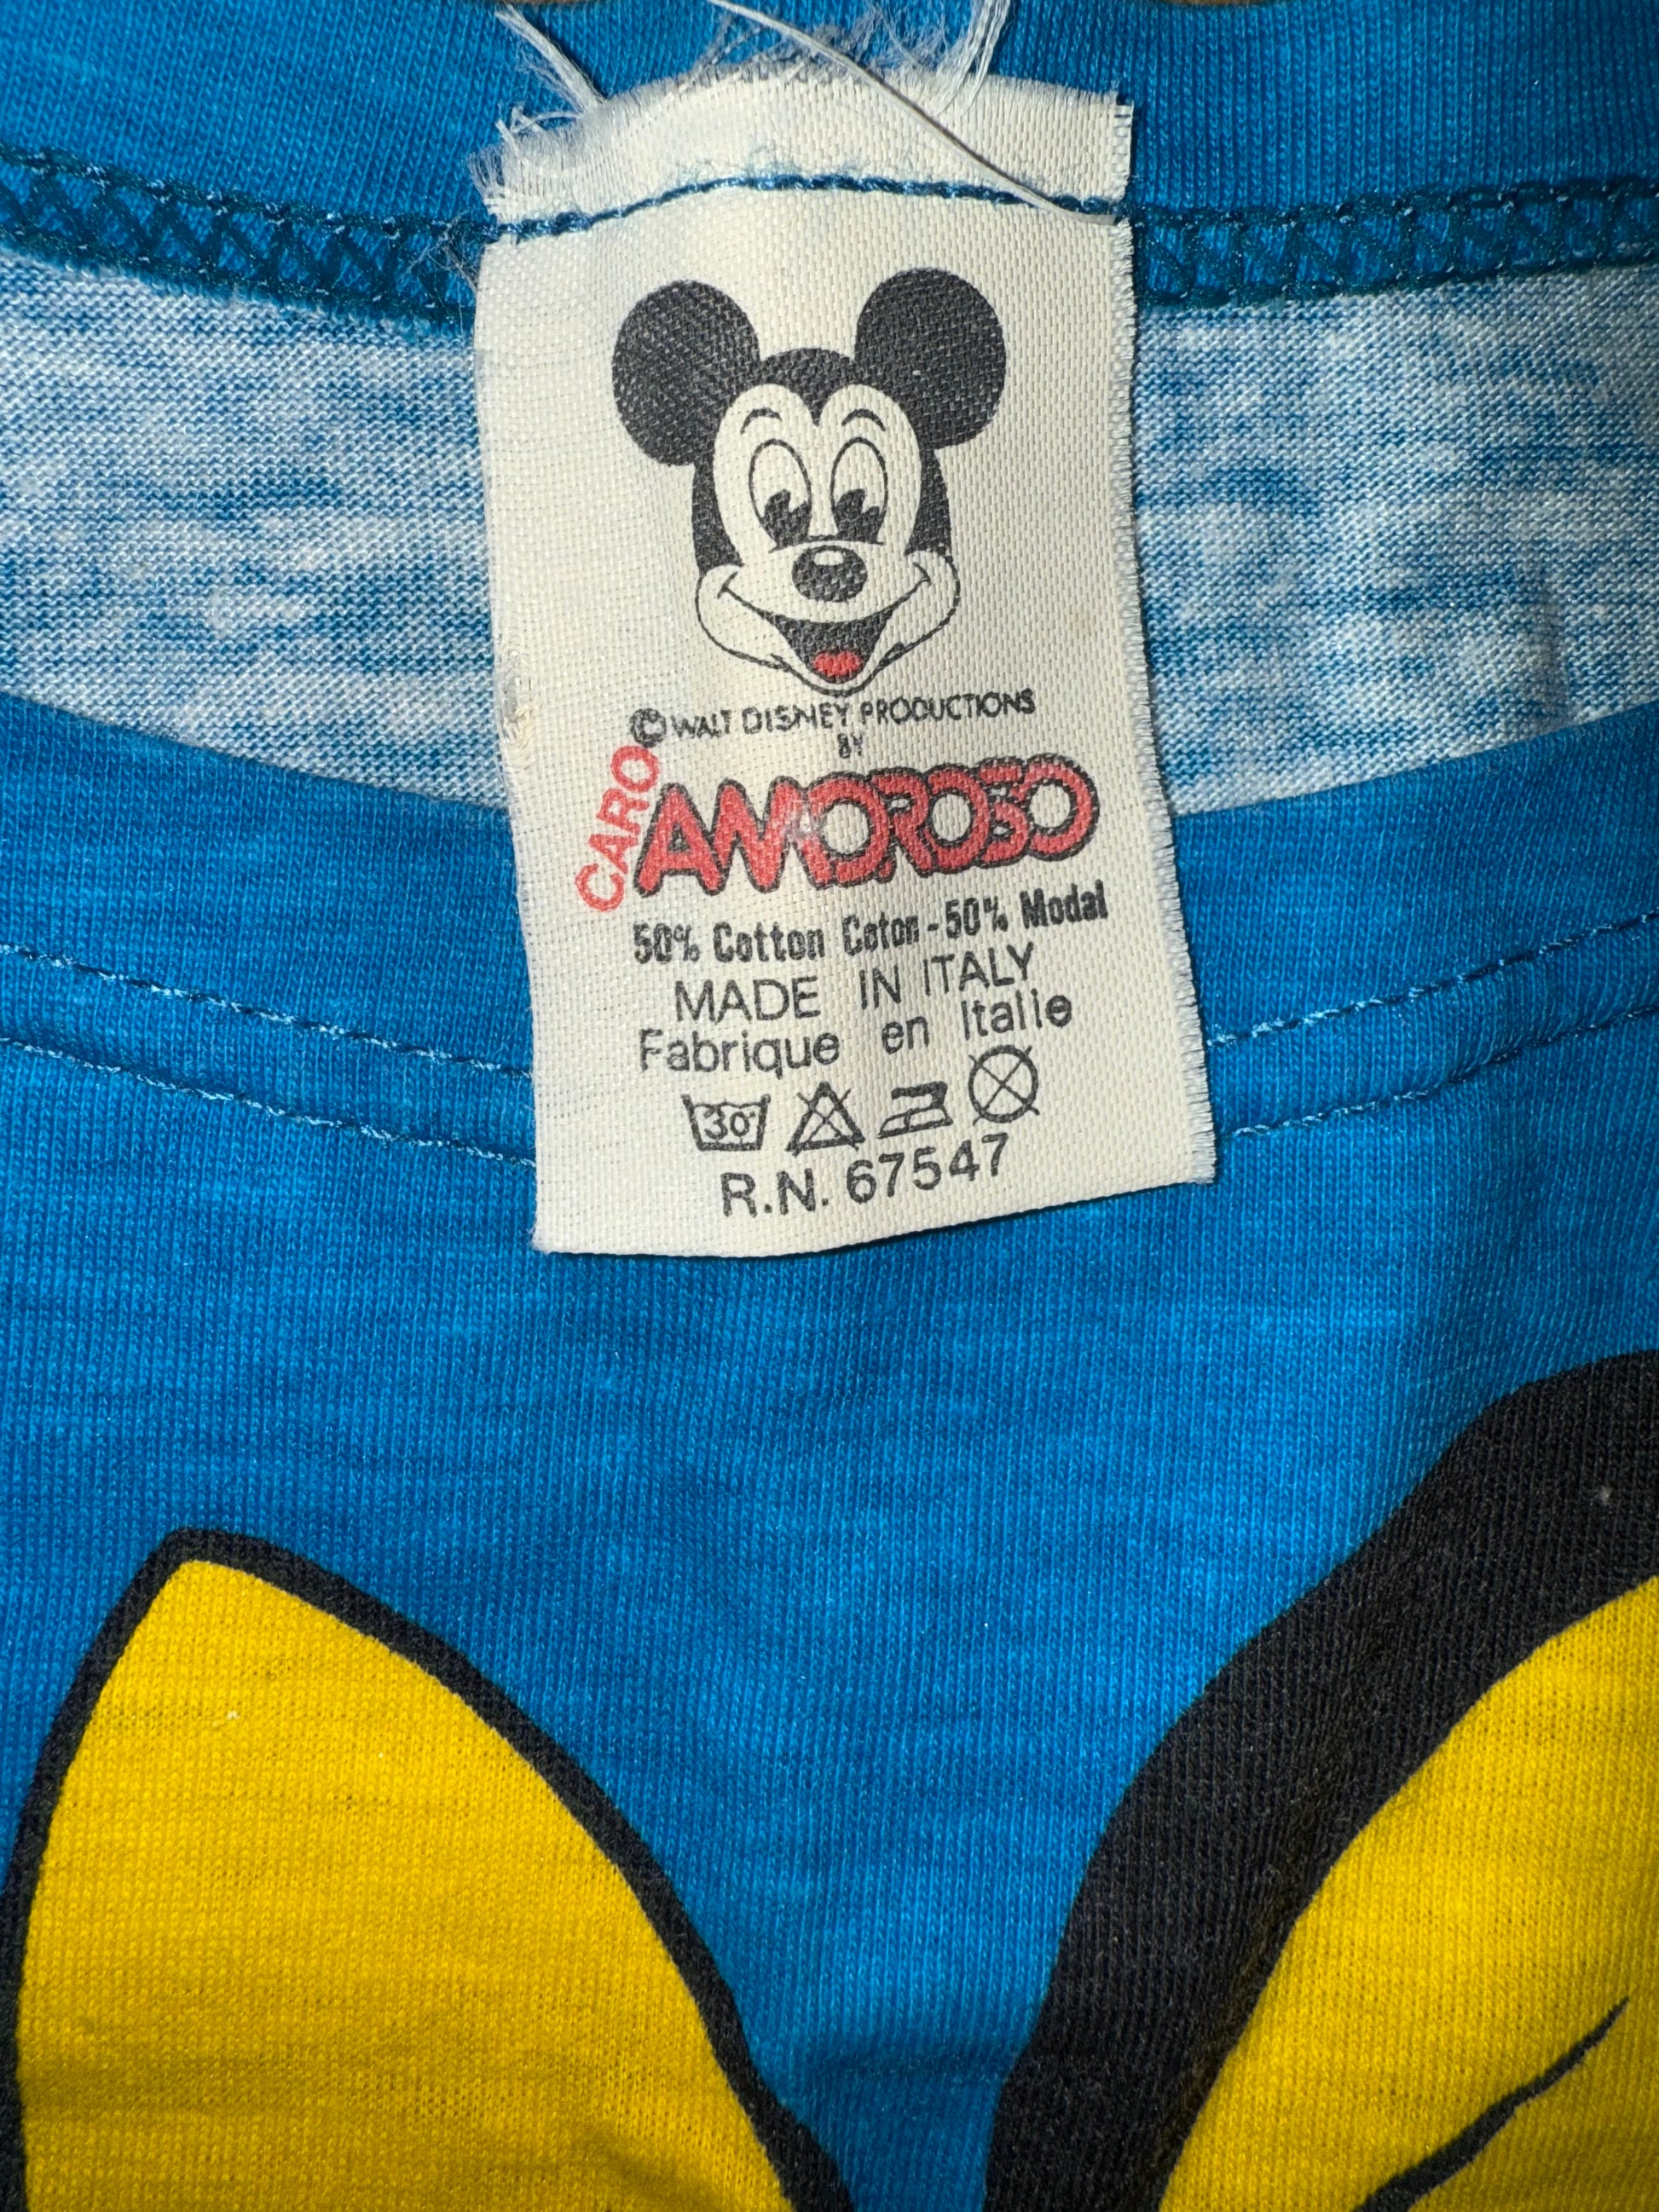 © WALT DISNEY PRODUCTIONS
BY
CARO AMOROSO
50% Cotton Coton - 50% Modal
MADE IN ITALY
Fabrique en Italie
30°
R.N. 67547